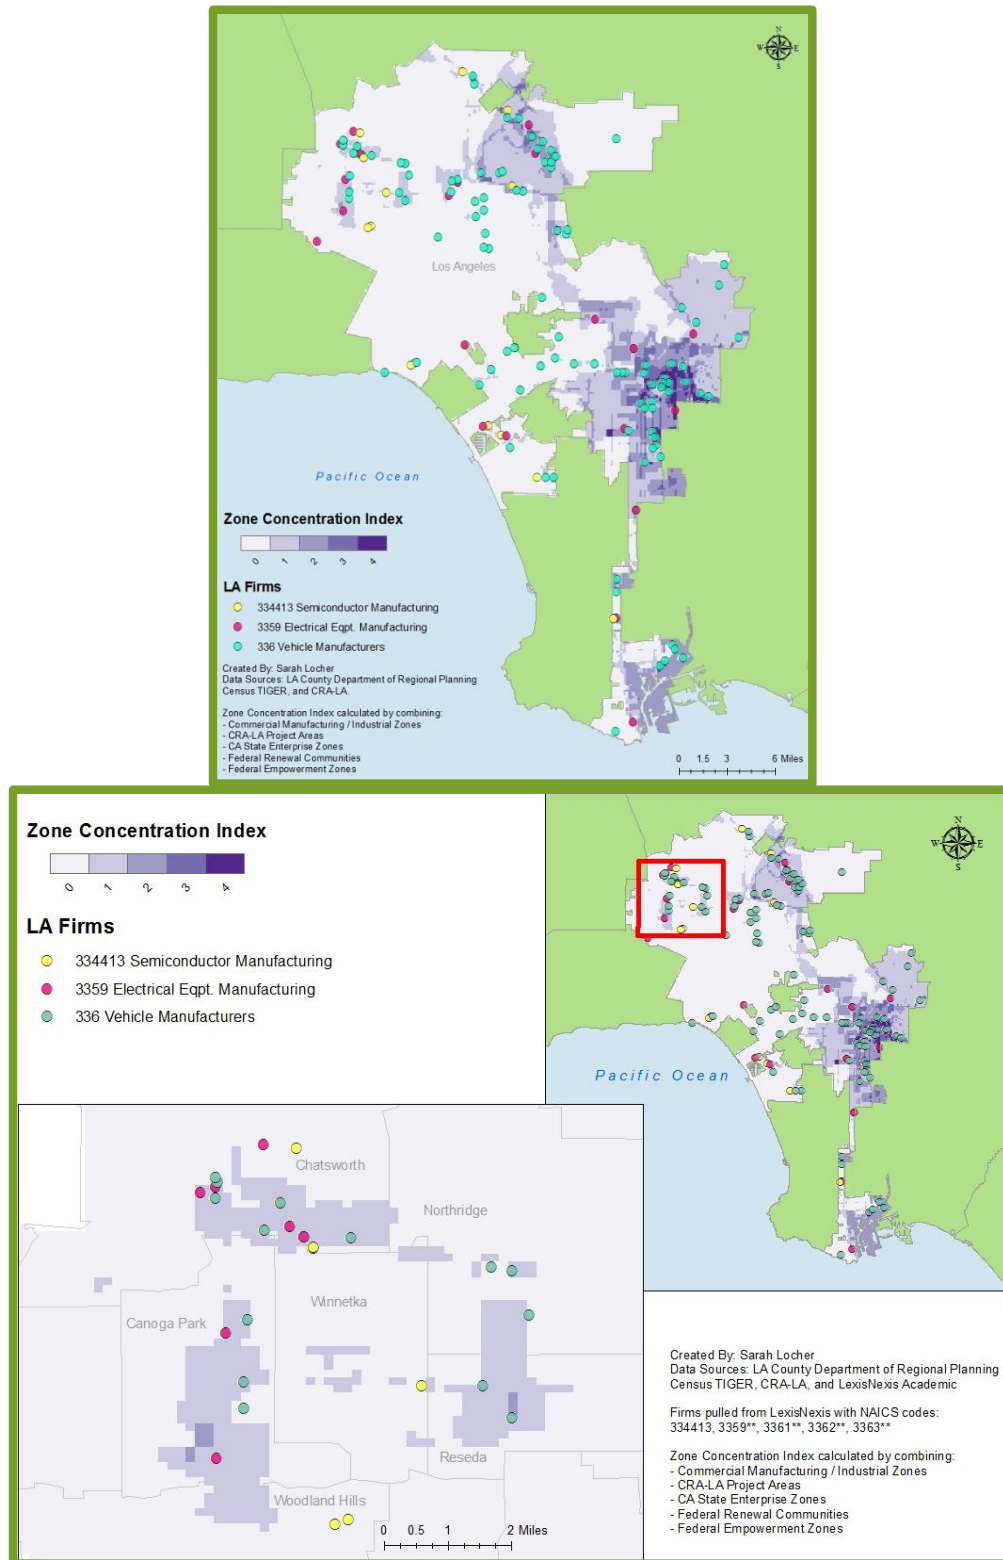 N
W E
S
Los Angeles
Pacific Ocean
Zone Concentration Index
0 1 2 3 4
LA Firms
334413 Semiconductor Manufacturing
3359 Electrical Eqpt. Manufacturing
336 Vehicle Manufacturers
Created By: Sarah Locher
Data Sources: LA County Department of Regional Planning
Census TIGER, and CRA-LA.
Zone Concentration Index calculated by combining:
- Commercial Manufacturing / Industrial Zones
- CRA-LA Project Areas
- CA State Enterprise Zones
- Federal Renewal Communities
- Federal Empowerment Zones
0 1.5 3 6 Miles
Zone Concentration Index
0 1 2 3 4
LA Firms
334413 Semiconductor Manufacturing
3359 Electrical Eqpt. Manufacturing
336 Vehicle Manufacturers
N
W E
S
Pacific Ocean
Chatsworth
Northridge
Winnetka
Canoga Park
Reseda
Woodland Hills
0 0.5 1 2 Miles
Created By: Sarah Locher
Data Sources: LA County Department of Regional Planning
Census TIGER, CRA-LA, and LexisNexis Academic
Firms pulled from LexisNexis with NAICS codes:
334413, 3359**, 3361**, 3362**, 3363**
Zone Concentration Index calculated by combining:
- Commercial Manufacturing / Industrial Zones
- CRA-LA Project Areas
- CA State Enterprise Zones
- Federal Renewal Communities
- Federal Empowerment Zones